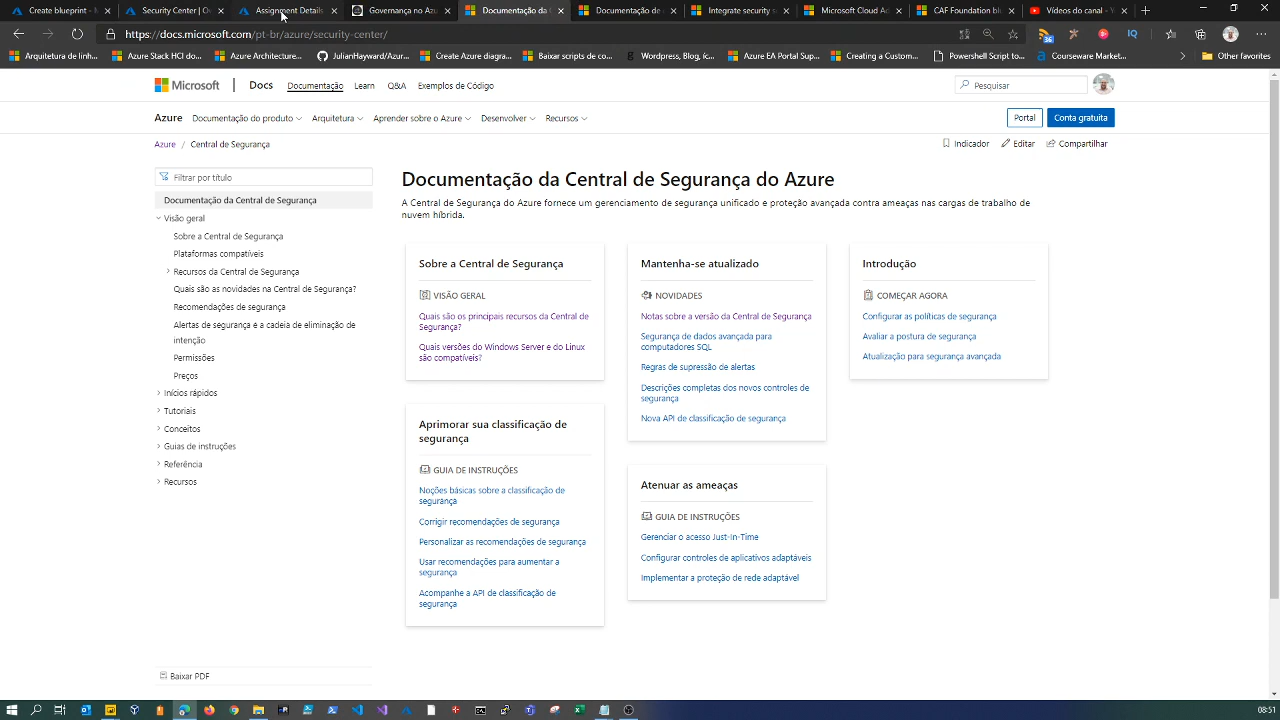 Create blueprint - M
Security Center | Ov
Assignment Details
Governança no Azu
Documentação da C
Documentação de
Integrate security s
Microsoft Cloud Ad
CAF Foundation blu
Vídeos do canal - Y
https://docs.microsoft.com/pt-br/azure/security-center/
36
IQ
Arquitetura de linh...
Azure Stack HCI do...
Azure Architecture...
JanHayward/Azur...
Create Azure diagra...
Baixar scripts de co...
Wordpress, Blog, íc...
Azure EA Portal Sup...
Creating a Custom...
Powershell Script to...
Courseware Market...
Other favorites
Microsoft
Docs
Documentação
Learn
Q&A
Exemplos de Código
Pesquisar
Azure
Documentação do produto
Arquitetura
Aprender sobre o Azure
Desenvolver
Recursos
Portal
Conta gratuita
Azure / Central de Segurança
Indicador
Editar
Compartilhar
Filtrar por título
Documentação da Central de Segurança
Visão geral
Sobre a Central de Segurança
Plataformas compatíveis
Recursos da Central de Segurança
Quais são as novidades na Central de Segurança?
Recomendações de segurança
Alertas de segurança e a cadeia de eliminação de
intenção
Permissões
Preços
Inícios rápidos
Tutoriais
Conceitos
Guias de instruções
Referência
Recursos
Baixar PDF
Documentação da Central de Segurança do Azure
A Central de Segurança do Azure fornece um gerenciamento de segurança unificado e proteção avançada contra ameaças nas cargas de trabalho de
nuvem híbrida.
Sobre a Central de Segurança
VISÃO GERAL
Quais são os principais recursos da Central de
Segurança?
Quais versões do Windows Server e do Linux
são compatíveis?
Aprimorar sua classificação de
segurança
GUIA DE INSTRUÇÕES
Noções básicas sobre a classificação de
segurança
Corrigir recomendações de segurança
Personalizar as recomendações de segurança
Usar recomendações para aumentar a
segurança
Acompanhe a API de classificação de
segurança
Mantenha-se atualizado
NOVIDADES
Notas sobre a versão da Central de Segurança
Segurança de dados avançada para
computadores SQL
Regras de supressão de alertas
Descrições completas dos novos controles de
segurança
Nova API de classificação de segurança
Atenuar as ameaças
GUIA DE INSTRUÇÕES
Gerenciar o acesso Just-In-Time
Configurar controles de aplicativos adaptáveis
Implementar a proteção de rede adaptável
Introdução
COMEÇAR AGORA
Configurar as políticas de segurança
Avaliar a postura de segurança
Atualização para segurança avançada
08:51